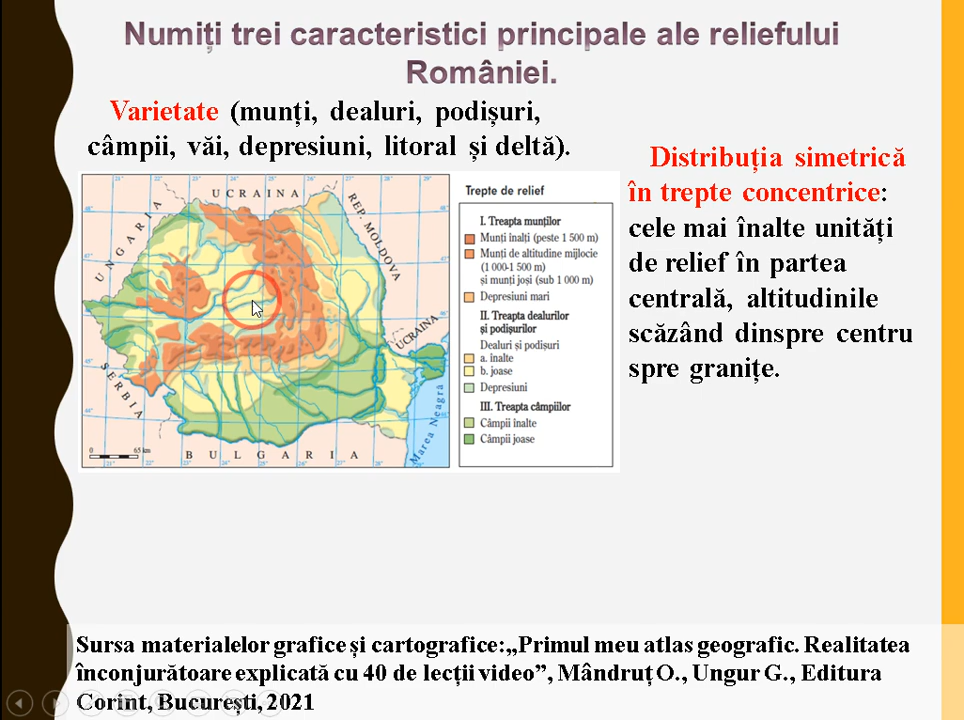 Numiți trei caracteristici principale ale reliefului
României.
Varietate (munți, dealuri, podișuri,
câmpii, văi, depresiuni, litoral și deltă).
Distribuția simetrică
în trepte concentrice:
cele mai înalte unități
de relief în partea
centrală, altitudinile
scăzând dinspre centru
spre granițe.
UCRAINA
UNGARIA
REP. MOLDOVA
UCRAINA
SERBIA
BULGARIA
Marea Neagră
0 65 km
Trepte de relief
I. Treapta munților
Munți înalți (peste 1 500 m)
Munți de altitudine mijlocie
(1 000-1 500 m)
și munți joși (sub 1 000 m)
Depresiuni mari
II. Treapta dealurilor
și podișurilor
Dealuri și podișuri
a. înalte
b. joase
Depresiuni
III. Treapta câmpiilor
Câmpii înalte
Câmpii joase
Sursa materialelor grafice și cartografice:„Primul meu atlas geografic. Realitatea
înconjurătoare explicată cu 40 de lecții video”, Mândruț O., Ungur G., Editura
Corint, București, 2021